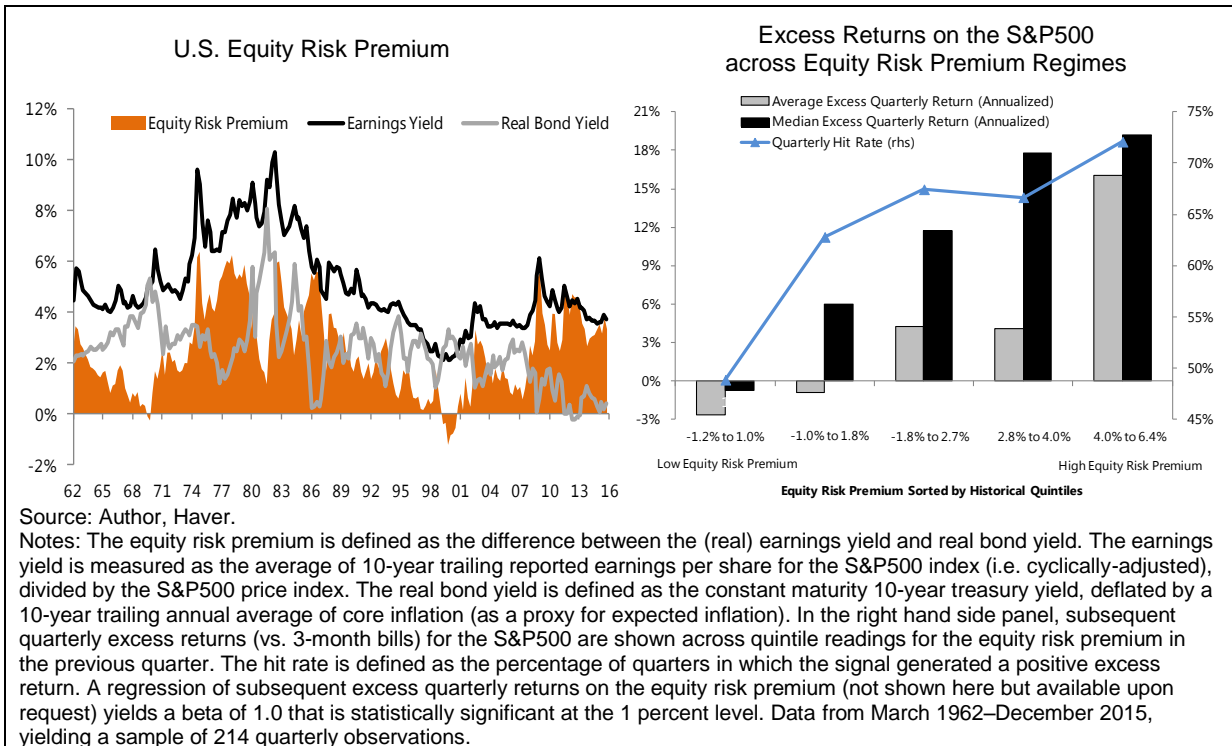 U.S. Equity Risk Premium
12%
10%
8%
6%
4%
2%
0%
-2%
Equity Risk Premium
Earnings Yield
Real Bond Yield
62 65 68 71 74 77 80 83 86 89 92 95 98 01 04 07 10 13 16
Excess Returns on the S&P500
across Equity Risk Premium Regimes
Average Excess Quarterly Return (Annualized)
Median Excess Quarterly Return (Annualized)
Quarterly Hit Rate (rhs)
21%
18%
15%
12%
9%
6%
3%
0%
-3%
75%
70%
65%
60%
55%
50%
45%
-1.2% to 1.0% -1.0% to 1.8% -1.8% to 2.7% 2.8% to 4.0% 4.0% to 6.4%
Low Equity Risk Premium
High Equity Risk Premium
Equity Risk Premium Sorted by Historical Quintiles
Source: Author, Haver.
Notes: The equity risk premium is defined as the difference between the (real) earnings yield and real bond yield. The earnings
yield is measured as the average of 10-year trailing reported earnings per share for the S&P500 index (i.e. cyclically-adjusted),
divided by the S&P500 price index. The real bond yield is defined as the constant maturity 10-year treasury yield, deflated by a
10-year trailing annual average of core inflation (as a proxy for expected inflation). In the right hand side panel, subsequent
quarterly excess returns (vs. 3-month bills) for the S&P500 are shown across quintile readings for the equity risk premium in
the previous quarter. The hit rate is defined as the percentage of quarters in which the signal generated a positive excess
return. A regression of subsequent excess quarterly returns on the equity risk premium (not shown here but available upon
request) yields a beta of 1.0 that is statistically significant at the 1 percent level. Data from March 1962–December 2015,
yielding a sample of 214 quarterly observations.